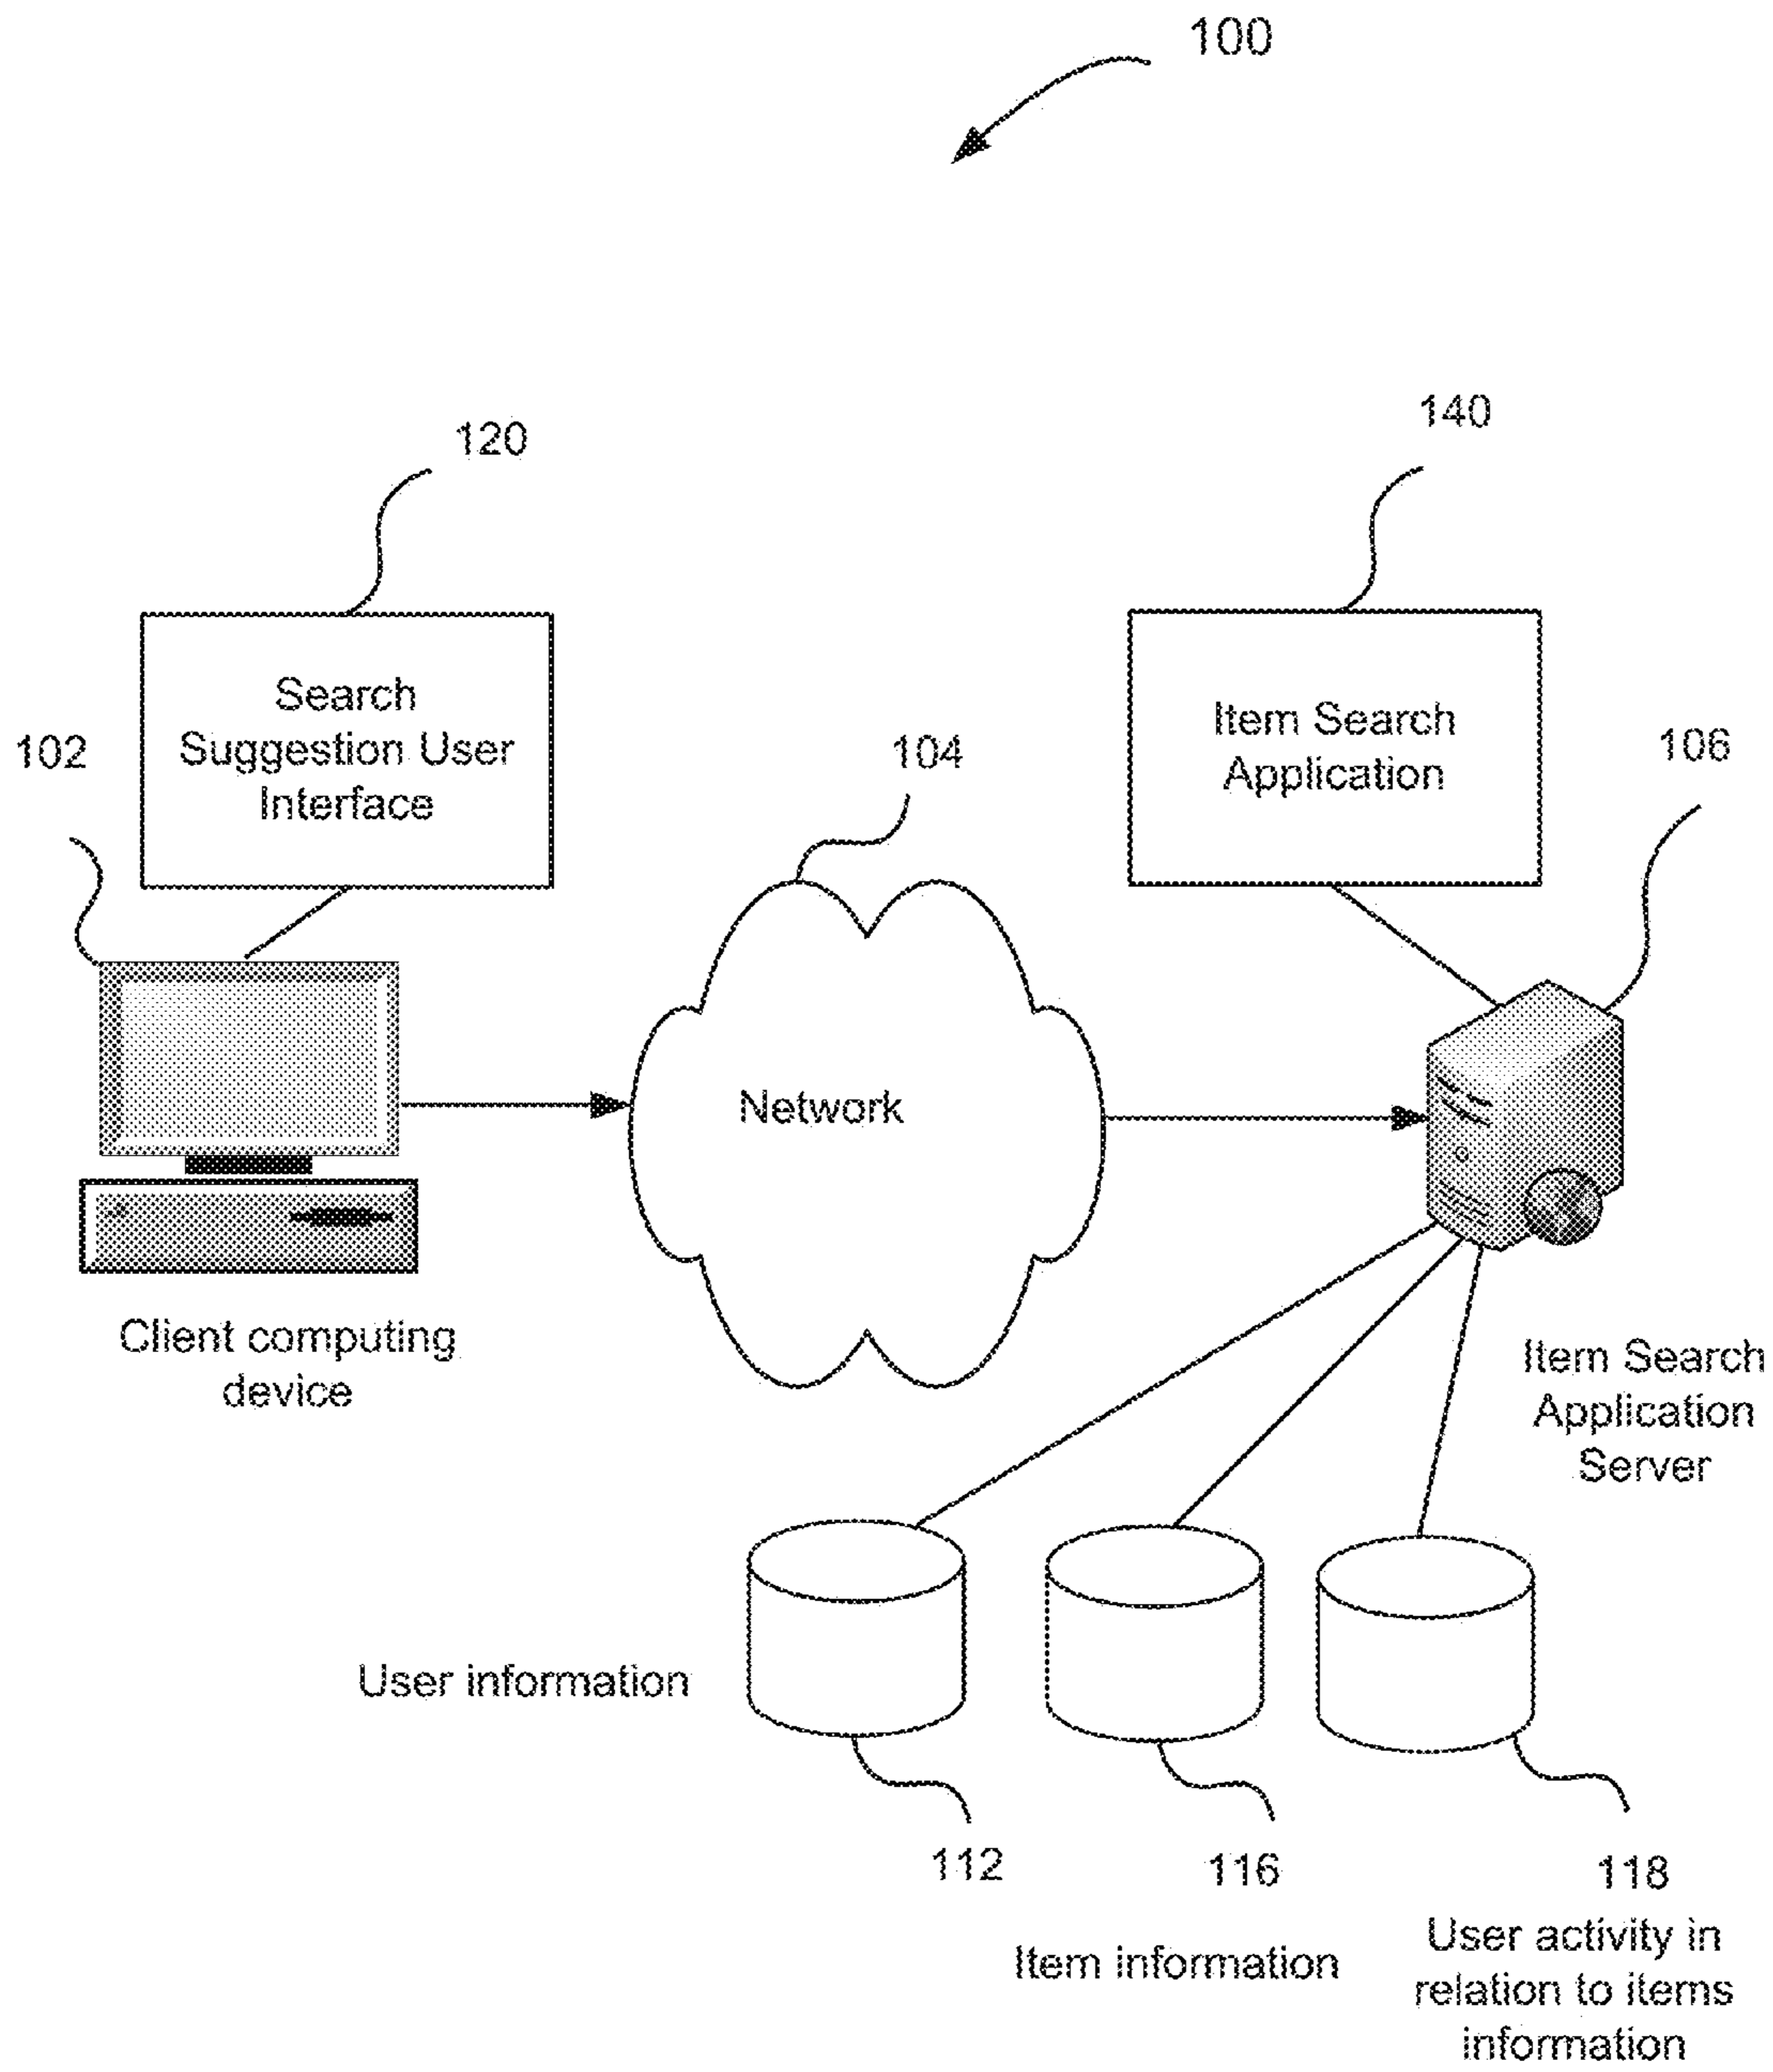 100
120
140
Search
Suggestion User
Interface
Item Search
Application
102
104
106
Network
Client computing
device
Item Search
Application
Server
User information
112
116
118
Item information
User activity in
relation to items
information